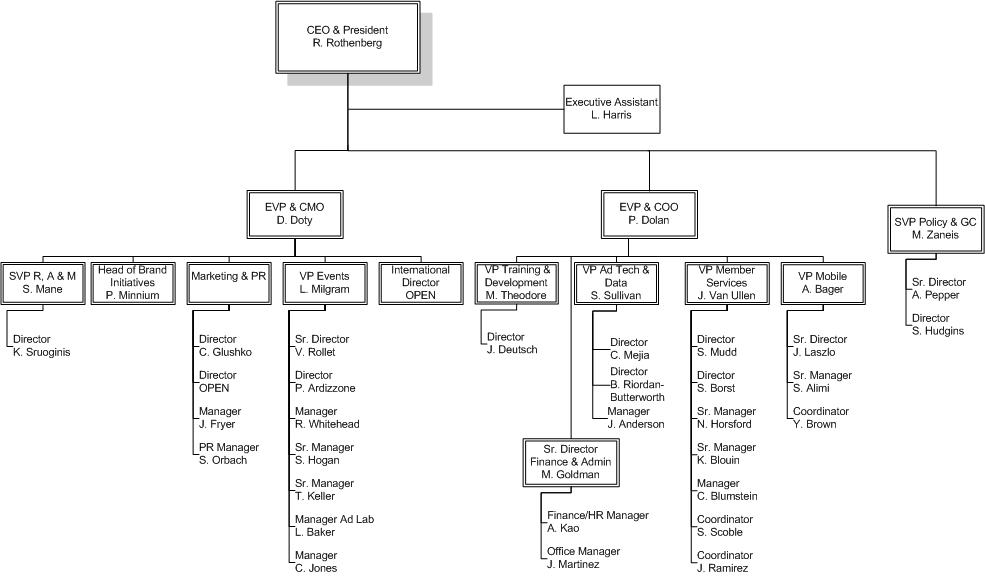 CEO & President
R. Rothenberg
Executive Assistant
L. Harris
EVP & CMO
D. Doty
EVP & COO
P. Dolan
SVP Policy & GC
M. Zaneis
Sr. Director
A. Pepper
Director
S. Hudgins
SVP R, A & M
S. Mane
Director
K. Sruoginis
Head of Brand
Initiatives
P. Minnium
Marketing & PR
Director
C. Glushko
Director
OPEN
Manager
J. Fryer
PR Manager
S. Orbach
VP Events
L. Milgram
Sr. Director
V. Rollet
Director
P. Ardizzone
Manager
R. Whitehead
Sr. Manager
S. Hogan
Sr. Manager
T. Keller
Manager Ad Lab
L. Baker
Manager
C. Jones
International
Director
OPEN
VP Training &
Development
M. Theodore
Director
J. Deutsch
Sr. Director
Finance & Admin
M. Goldman
Finance/HR Manager
A. Kao
Office Manager
J. Martinez
VP Ad Tech &
Data
S. Sullivan
Director
C. Mejia
Director
B. Riordan-
Butterworth
Manager
J. Anderson
VP Member
Services
J. Van Ullen
Director
S. Mudd
Director
S. Borst
Sr. Manager
N. Horsford
Sr. Manager
K. Blouin
Manager
C. Blumstein
Coordinator
S. Scoble
Coordinator
J. Ramirez
VP Mobile
A. Bager
Sr. Director
J. Laszlo
Sr. Manager
S. Alimi
Coordinator
Y. Brown